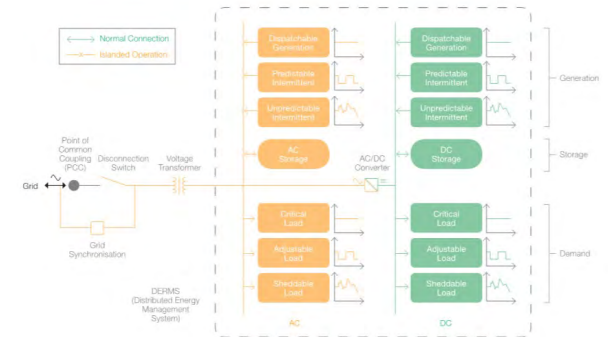 Normal Connection
Islanded Operation
Dispatchable
Generation
Dispatchable
Generation
Predictable
Intermittent
Predictable
Intermittent
Generation
Unpredictable
Intermittent
Unpredictable
Intermittent
Point of
Common
Coupling
(PCC)
Disconnection
Switch
Voltage
Transformer
AC
Storage
AC/DC
Converter
DC
Storage
Storage
Grid
Grid
Synchronisation
Critical
Load
Critical
Load
Adjustable
Load
Adjustable
Load
Demand
Sheddable
Load
Sheddable
Load
DERMS
(Distributed Energy
Management
System)
AC
DC